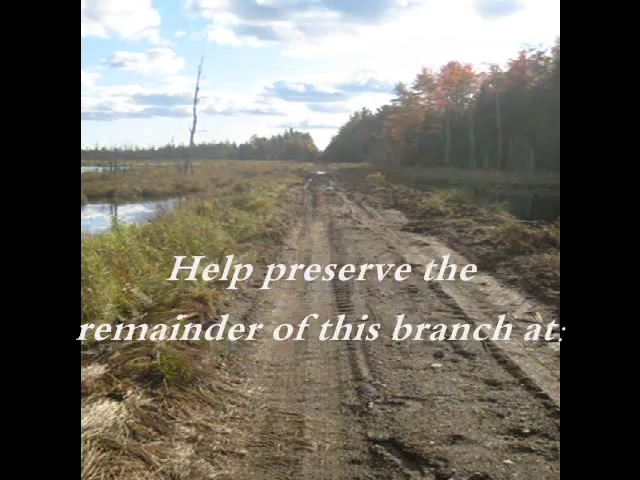 Help preserve the
remainder of this branch at: